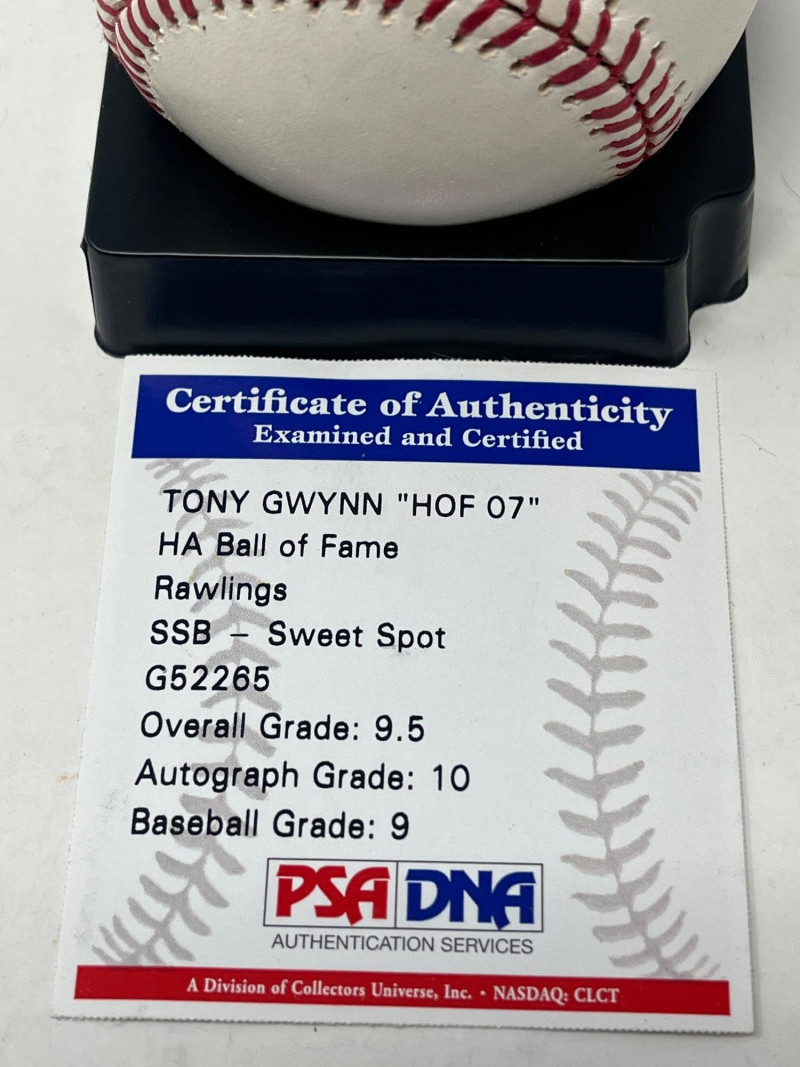 Certificate of Authenticity
Examined and Certified
TONY GWYNN "HOF 07"
HA Ball of Fame
Rawlings
SSB – Sweet Spot
G52265
Overall Grade: 9.5
Autograph Grade: 10
Baseball Grade: 9
PSA DNA
AUTHENTICATION SERVICES
A Division of Collectors Universe, Inc. • NASDAQ: CLCT